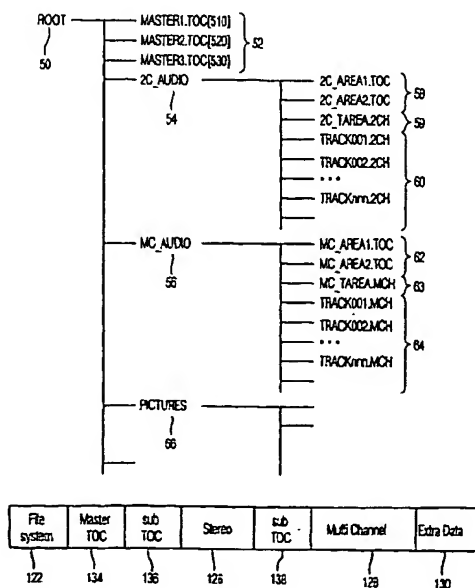 ROOT
50
MASTER1.TOC[510]
MASTER2.TOC[520]
MASTER3.TOC[530]
52
2C_AUDIO
54
2C_AREA1.TOC
2C_AREA2.TOC
58
2C_TAREA.2CH
59
TRACK001.2CH
TRACK002.2CH
• • •
TRACKnnn.2CH
60
MC_AUDIO
56
MC_AREA1.TOC
MC_AREA2.TOC
62
MC_TAREA.MCH
63
TRACK001.MCH
TRACK002.MCH
• • •
TRACKnnn.MCH
64
PICTURES
66
File system
Master TOC
sub TOC
Stereo
sub TOC
Multi Channel
Extra Data
122
134
136
126
138
128
130